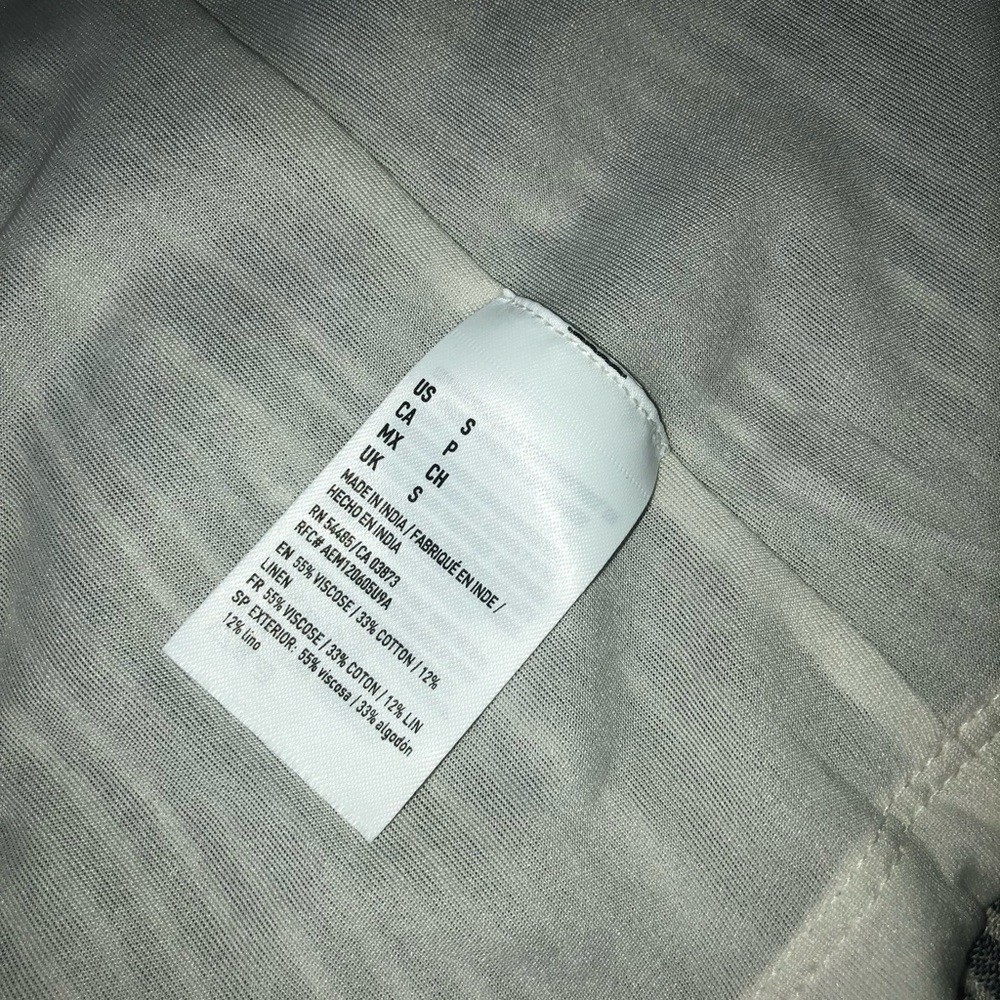 US S
CA P
MX CH
UK S
MADE IN INDIA / FABRIQUÉ EN INDE /
HECHO EN INDIA
RN 54485 / CA 03873
RFC# AEM120605U9A
EN 55% VISCOSE / 33% COTTON / 12%
LINEN
FR 55% VISCOSE / 33% COTON / 12% LIN
SP EXTERIOR: 55% viscosa / 33% algodón
12% lino